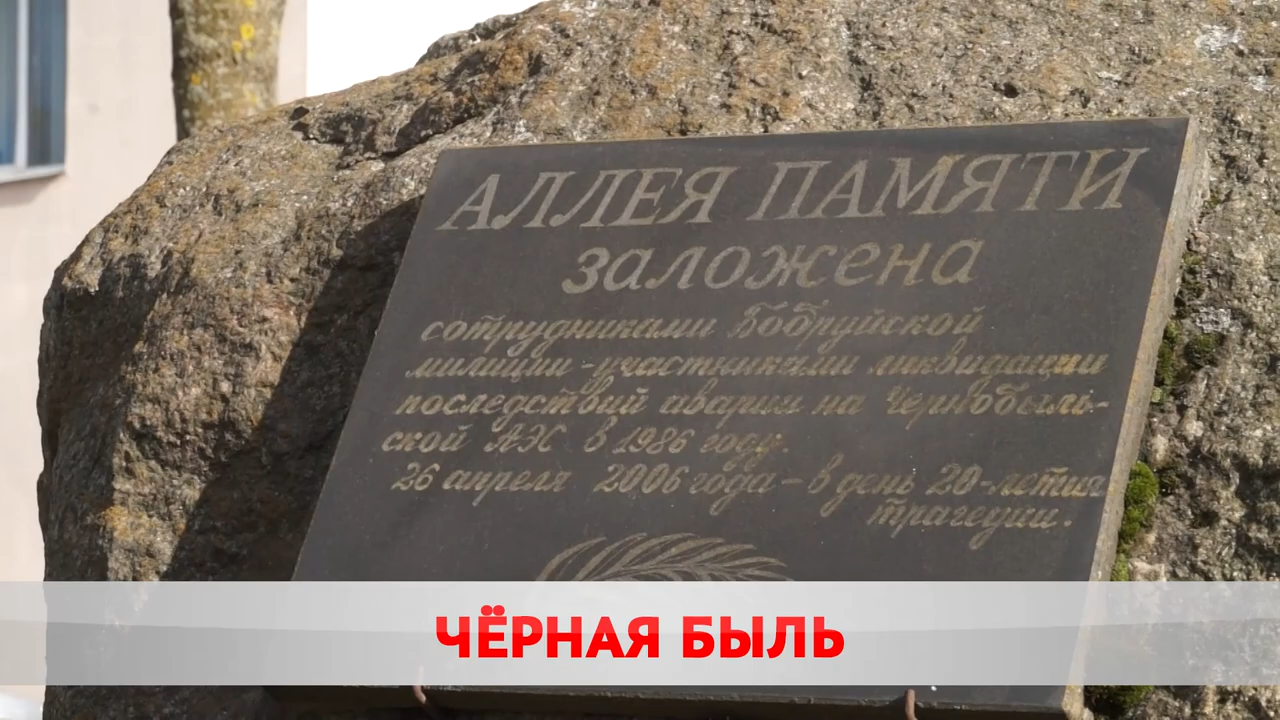 АЛЛЕЯ ПАМЯТИ
заложена
сотрудниками Бобруйской
милиции-участниками ликвидации
последствий аварии на Чернобыль-
ской АЭС в 1986 году.
26 апреля 2006 года – в день 20-летия
трагедии.
ЧЁРНАЯ БЫЛЬ